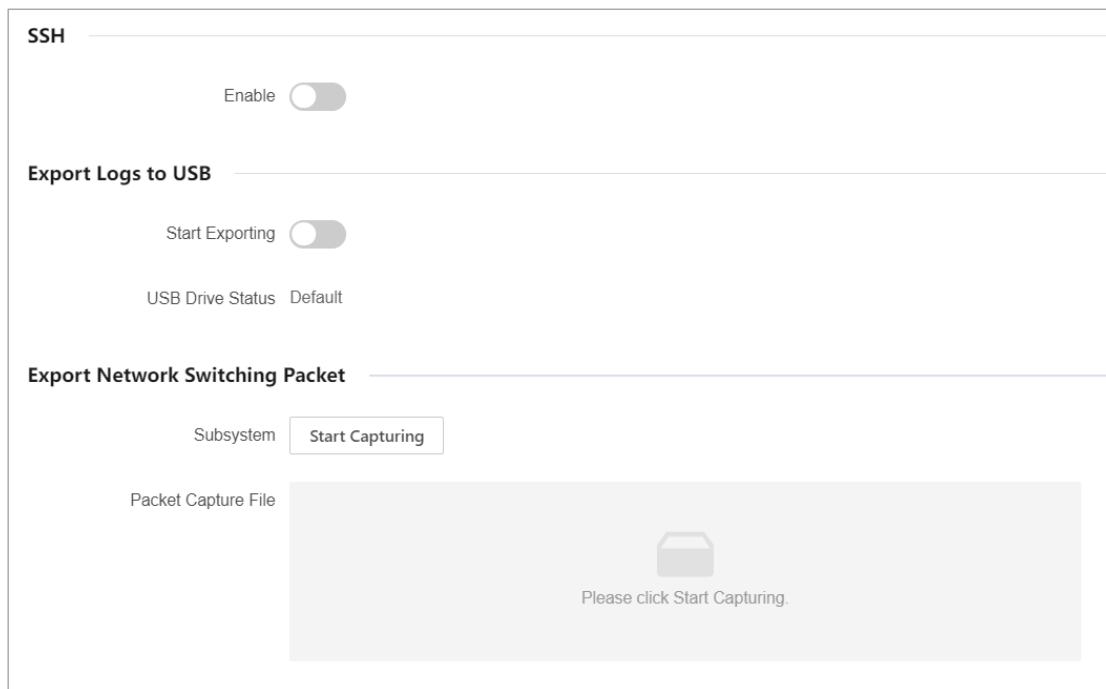 SSH
Enable
Export Logs to USB
Start Exporting
USB Drive Status Default
Export Network Switching Packet
Subsystem Start Capturing
Packet Capture File
Please click Start Capturing.